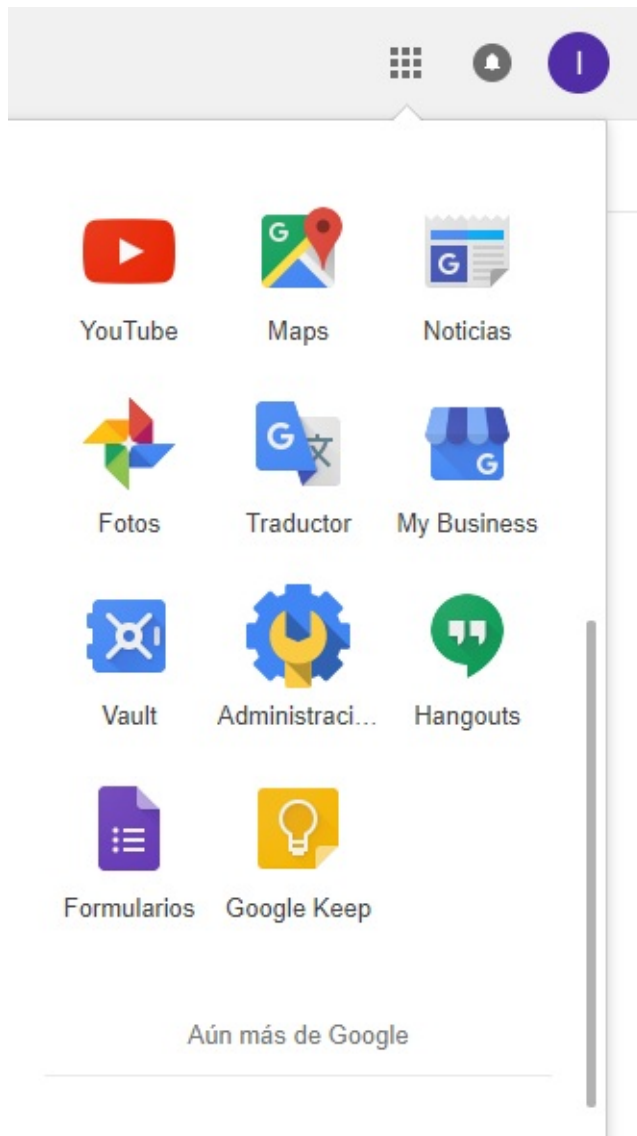 I
YouTube Maps Noticias
Fotos Traductor My Business
Vault Administraci... Hangouts
Formularios Google Keep
Aún más de Google